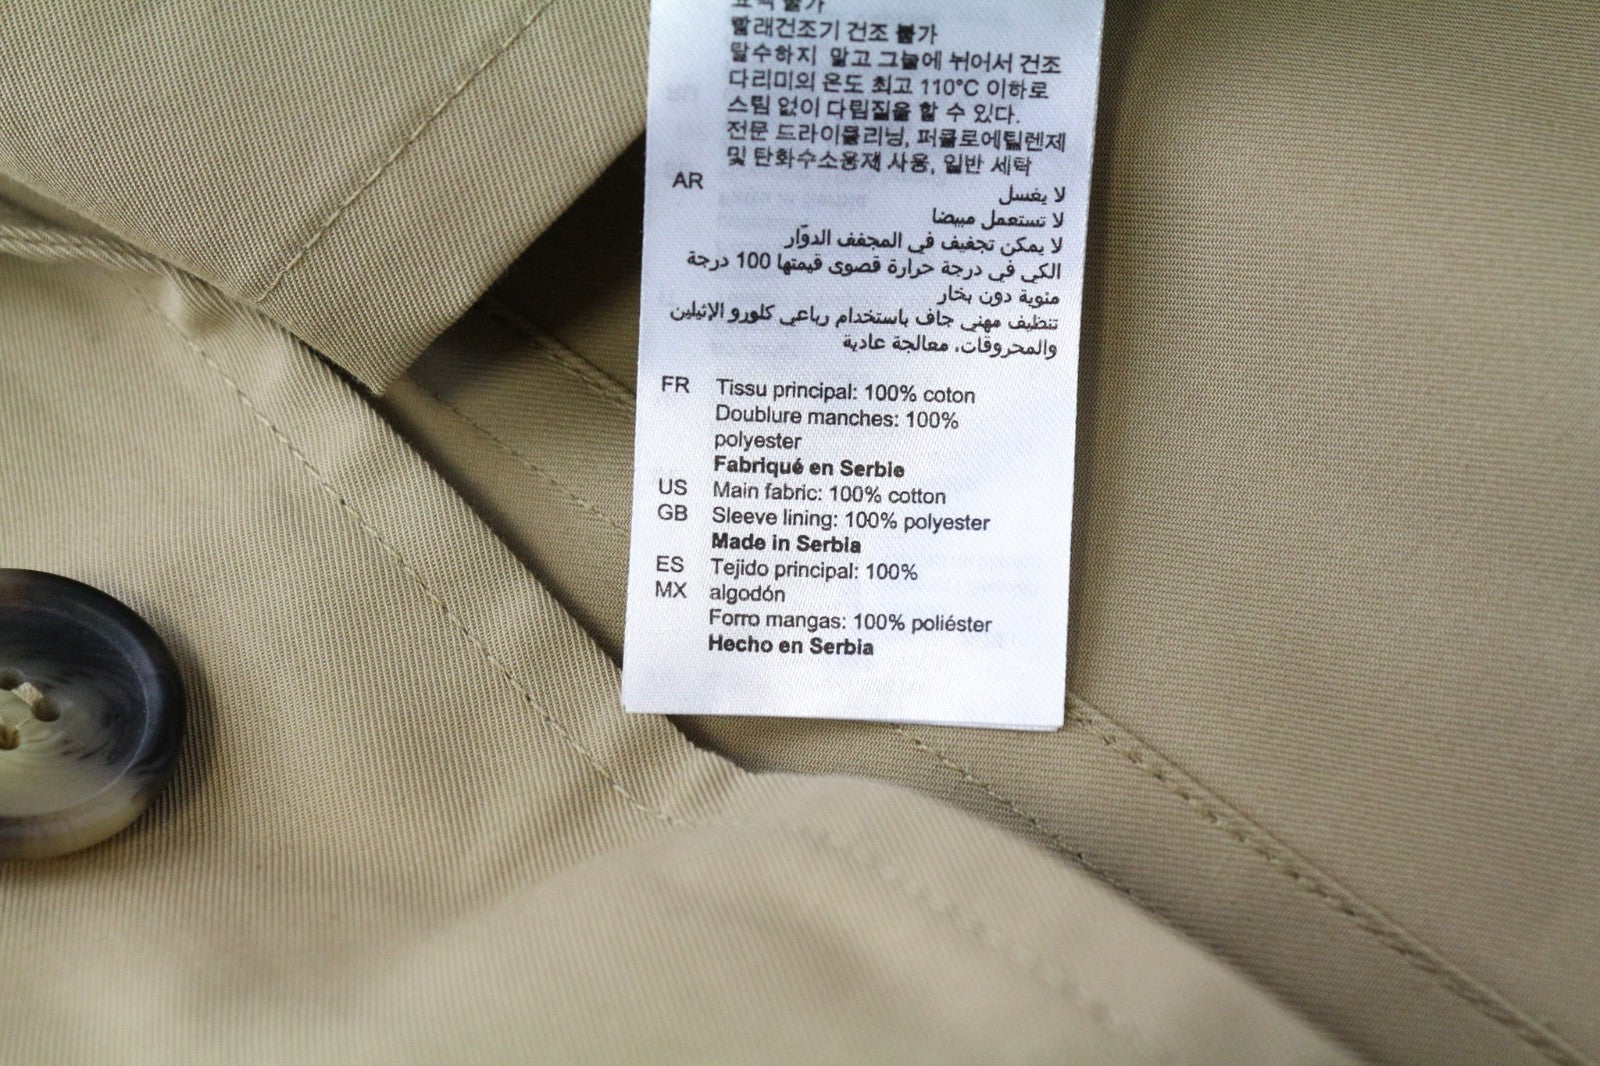 표백 불가
빨래건조기 건조 불가
탈수하지 말고 그늘에 뉘어서 건조
다리미의 온도 최고 110°C 이하로
스팀 없이 다림질을 할 수 있다.
전문 드라이클리닝, 퍼클로에틸렌제
및 탄화수소용제 사용, 일반 세탁
AR
لا يغسل
لا تستعمل مبيضا
لا يمكن تجفيف في المجفف الدوّار
الكي في درجة حرارة قصوى قيمتها 100 درجة
مئوية دون بخار
تنظيف مهني جاف باستخدام رباعي كلورو الإثيلين
والمحروقات، معالجة عادية
FR Tissu principal: 100% coton
Doublure manches: 100%
polyester
Fabriqué en Serbie
US Main fabric: 100% cotton
GB Sleeve lining: 100% polyester
Made in Serbia
ES Tejido principal: 100%
MX algodón
Forro mangas: 100% poliéster
Hecho en Serbia